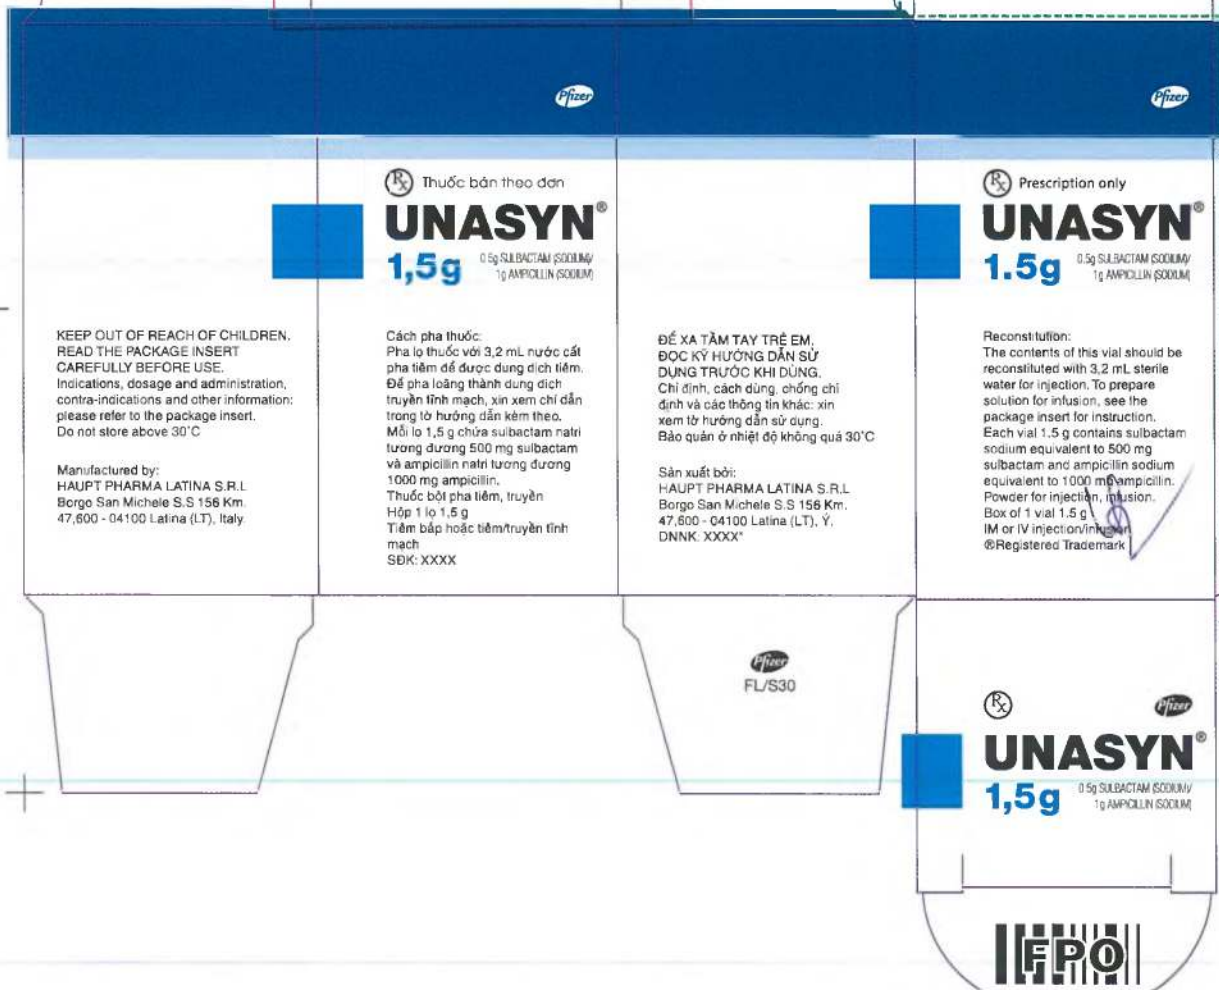 Pfizer
Pfizer
KEEP OUT OF REACH OF CHILDREN.
READ THE PACKAGE INSERT
CAREFULLY BEFORE USE.
Indications, dosage and administration,
contra-indications and other information:
please refer to the package insert.
Do not store above 30°C
Manufactured by:
HAUPT PHARMA LATINA S.R.L
Borgo San Michele S.S 156 Km.
47,600 - 04100 Latina (LT), Italy.
Rx Thuốc bán theo đơn
UNASYN®
1,5g
0.5g SULBACTAM (SODIUM)/
1g AMPICILLIN (SODIUM)
Cách pha thuốc:
Pha lọ thuốc với 3,2 mL nước cất
pha tiêm để được dung dịch tiêm.
Để pha loãng thành dung dịch
truyền tĩnh mạch, xin xem chỉ dẫn
trong tờ hướng dẫn kèm theo.
Mỗi lọ 1,5 g chứa sulbactam natri
tương đương 500 mg sulbactam
và ampicillin natri tương đương
1000 mg ampicillin.
Thuốc bột pha tiêm, truyền
Hộp 1 lọ 1,5 g
Tiêm bắp hoặc tiêm/truyền tĩnh
mạch
SĐK: XXXX
ĐỂ XA TẦM TAY TRẺ EM,
ĐỌC KỸ HƯỚNG DẪN SỬ
DỤNG TRƯỚC KHI DÙNG.
Chỉ định, cách dùng, chống chỉ
định và các thông tin khác: xin
xem tờ hướng dẫn sử dụng.
Bảo quản ở nhiệt độ không quá 30°C
Sản xuất bởi:
HAUPT PHARMA LATINA S.R.L
Borgo San Michele S.S 156 Km.
47,600 - 04100 Latina (LT), Ý.
DNNK: XXXX*
Rx Prescription only
UNASYN®
1.5g
0.5g SULBACTAM (SODIUM)/
1g AMPICILLIN (SODIUM)
Reconstitution:
The contents of this vial should be
reconstituted with 3,2 mL sterile
water for injection. To prepare
solution for infusion, see the
package insert for instruction.
Each vial 1.5 g contains sulbactam
sodium equivalent to 500 mg
sulbactam and ampicillin sodium
equivalent to 1000 mg ampicillin.
Powder for injection, infusion.
Box of 1 vial 1.5 g
IM or IV injection/infusion
®Registered Trademark
Pfizer
FL/S30
Rx
Pfizer
UNASYN®
1,5g
0.5g SULBACTAM (SODIUM)/
1g AMPICILLIN (SODIUM)
FPO